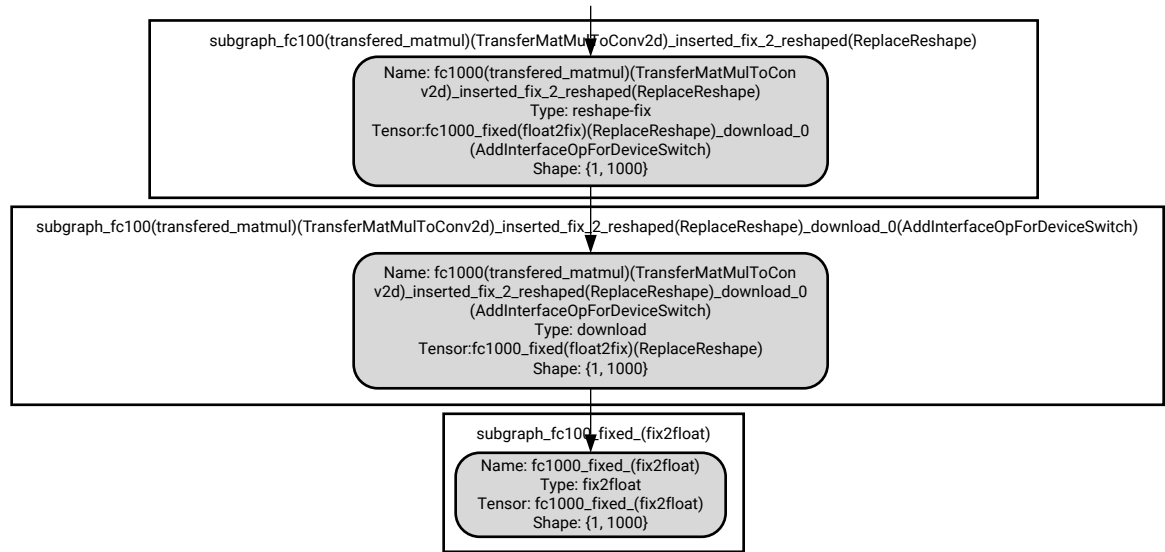 subgraph_fc100(transfered_matmul)(TransferMatMulToConv2d)_inserted_fix_2_reshaped(ReplaceReshape)
Name: fc1000(transfered_matmul)(TransferMatMulToCon
v2d)_inserted_fix_2_reshaped(ReplaceReshape)
Type: reshape-fix
Tensor:fc1000_fixed(float2fix)(ReplaceReshape)_download_0
(AddInterfaceOpForDeviceSwitch)
Shape: {1, 1000}
subgraph_fc100(transfered_matmul)(TransferMatMulToConv2d)_inserted_fix_2_reshaped(ReplaceReshape)_download_0(AddInterfaceOpForDeviceSwitch)
Name: fc1000(transfered_matmul)(TransferMatMulToCon
v2d)_inserted_fix_2_reshaped(ReplaceReshape)_download_0
(AddInterfaceOpForDeviceSwitch)
Type: download
Tensor:fc1000_fixed(float2fix)(ReplaceReshape)
Shape: {1, 1000}
subgraph_fc100_fixed_(fix2float)
Name: fc1000_fixed_(fix2float)
Type: fix2float
Tensor: fc1000_fixed_(fix2float)
Shape: {1, 1000}